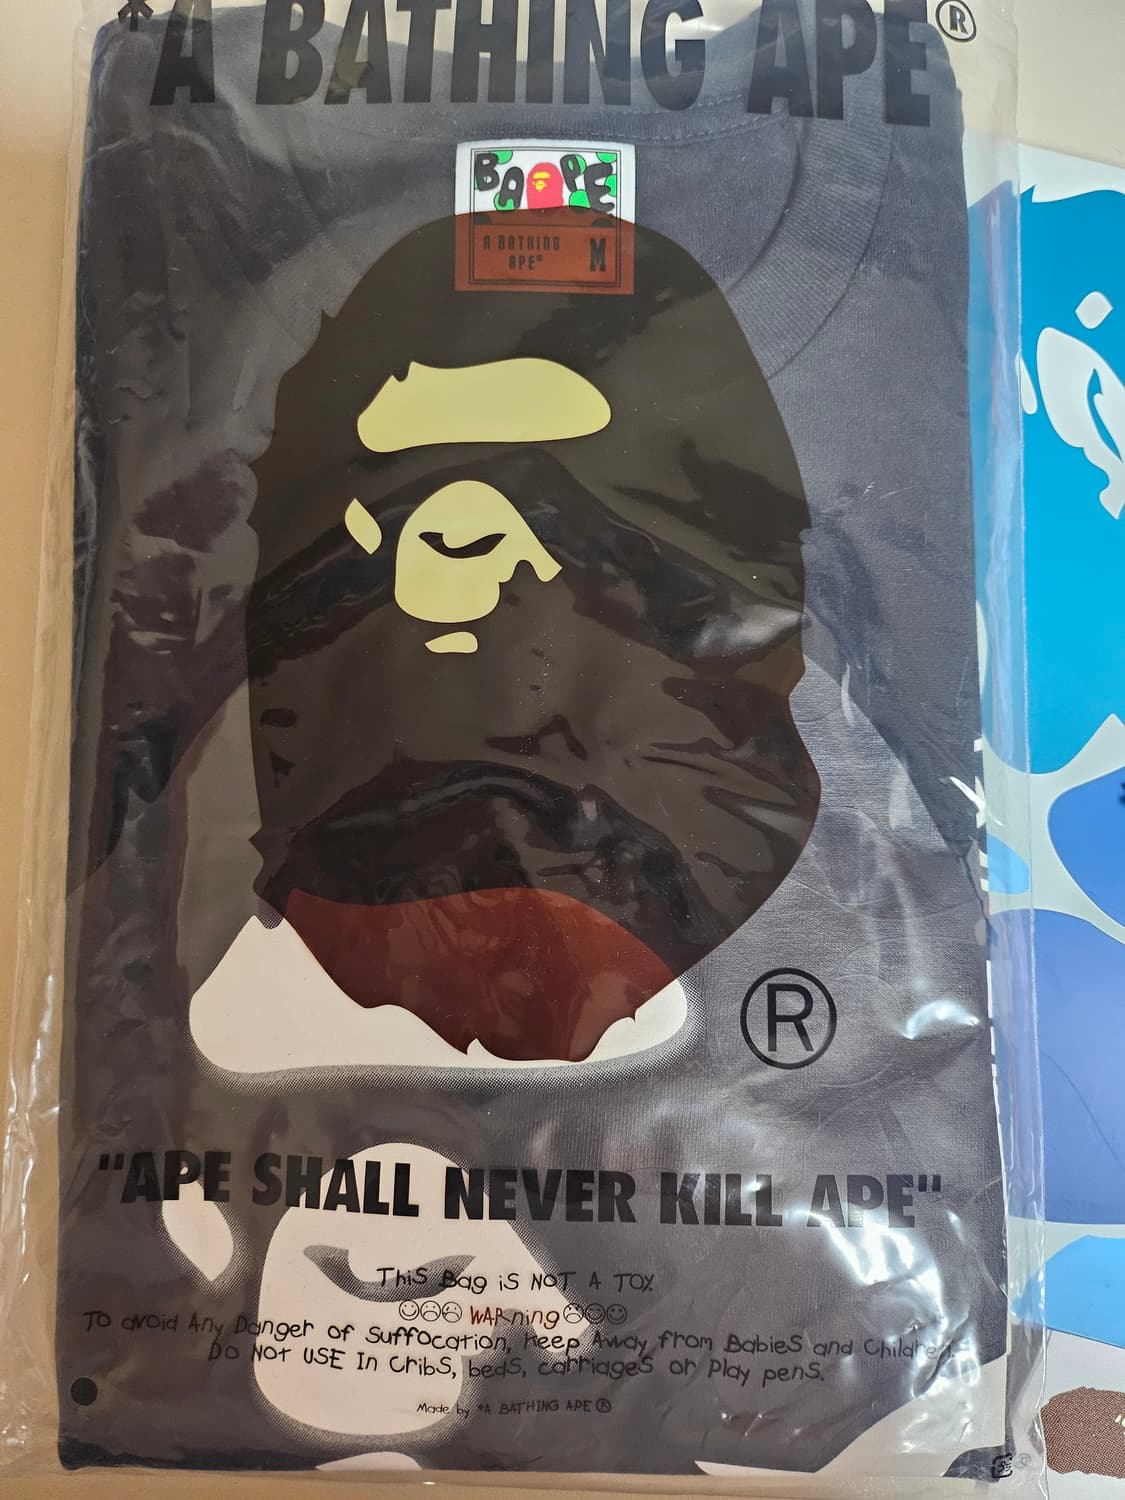 *A BATHING APE®
BAPE
A BATHING
APE® M
®
"APE SHALL NEVER KILL APE"
THiS Bag iS NOT A TOY.
WARning
To avoid Any Danger of Suffocation, Keep Away from Babies and Children.
Do Not USE In CribS, bedS, carriageS or Play penS.
Made by *A BATHING APE®